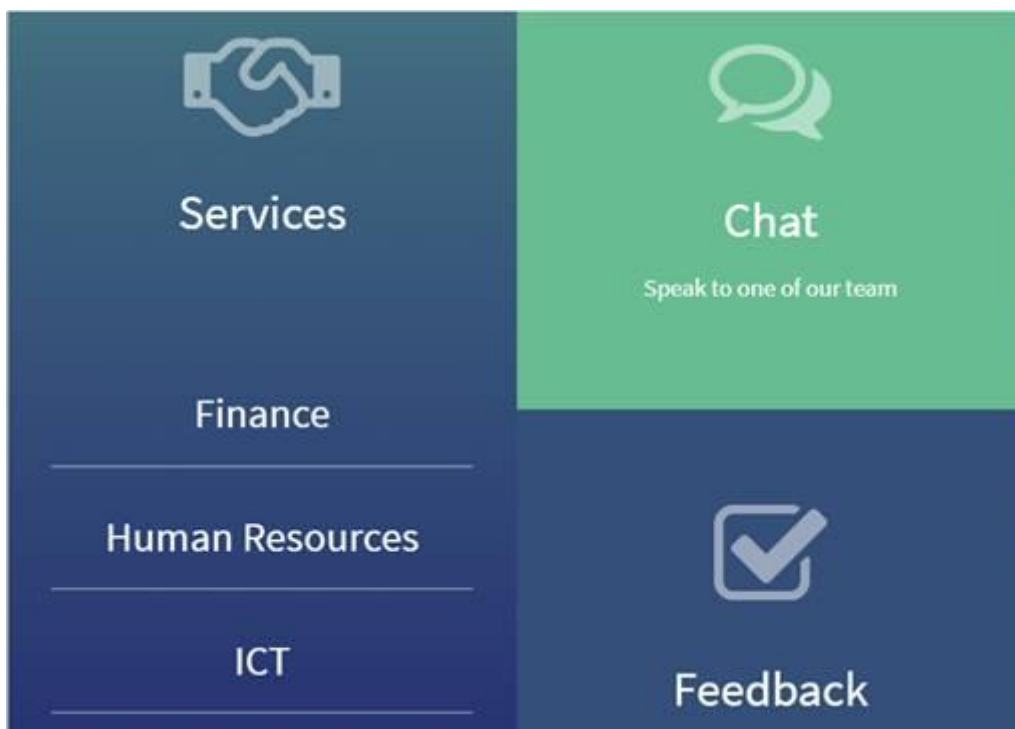 Services
Finance
Human Resources
ICT
Chat
Speak to one of our team
Feedback